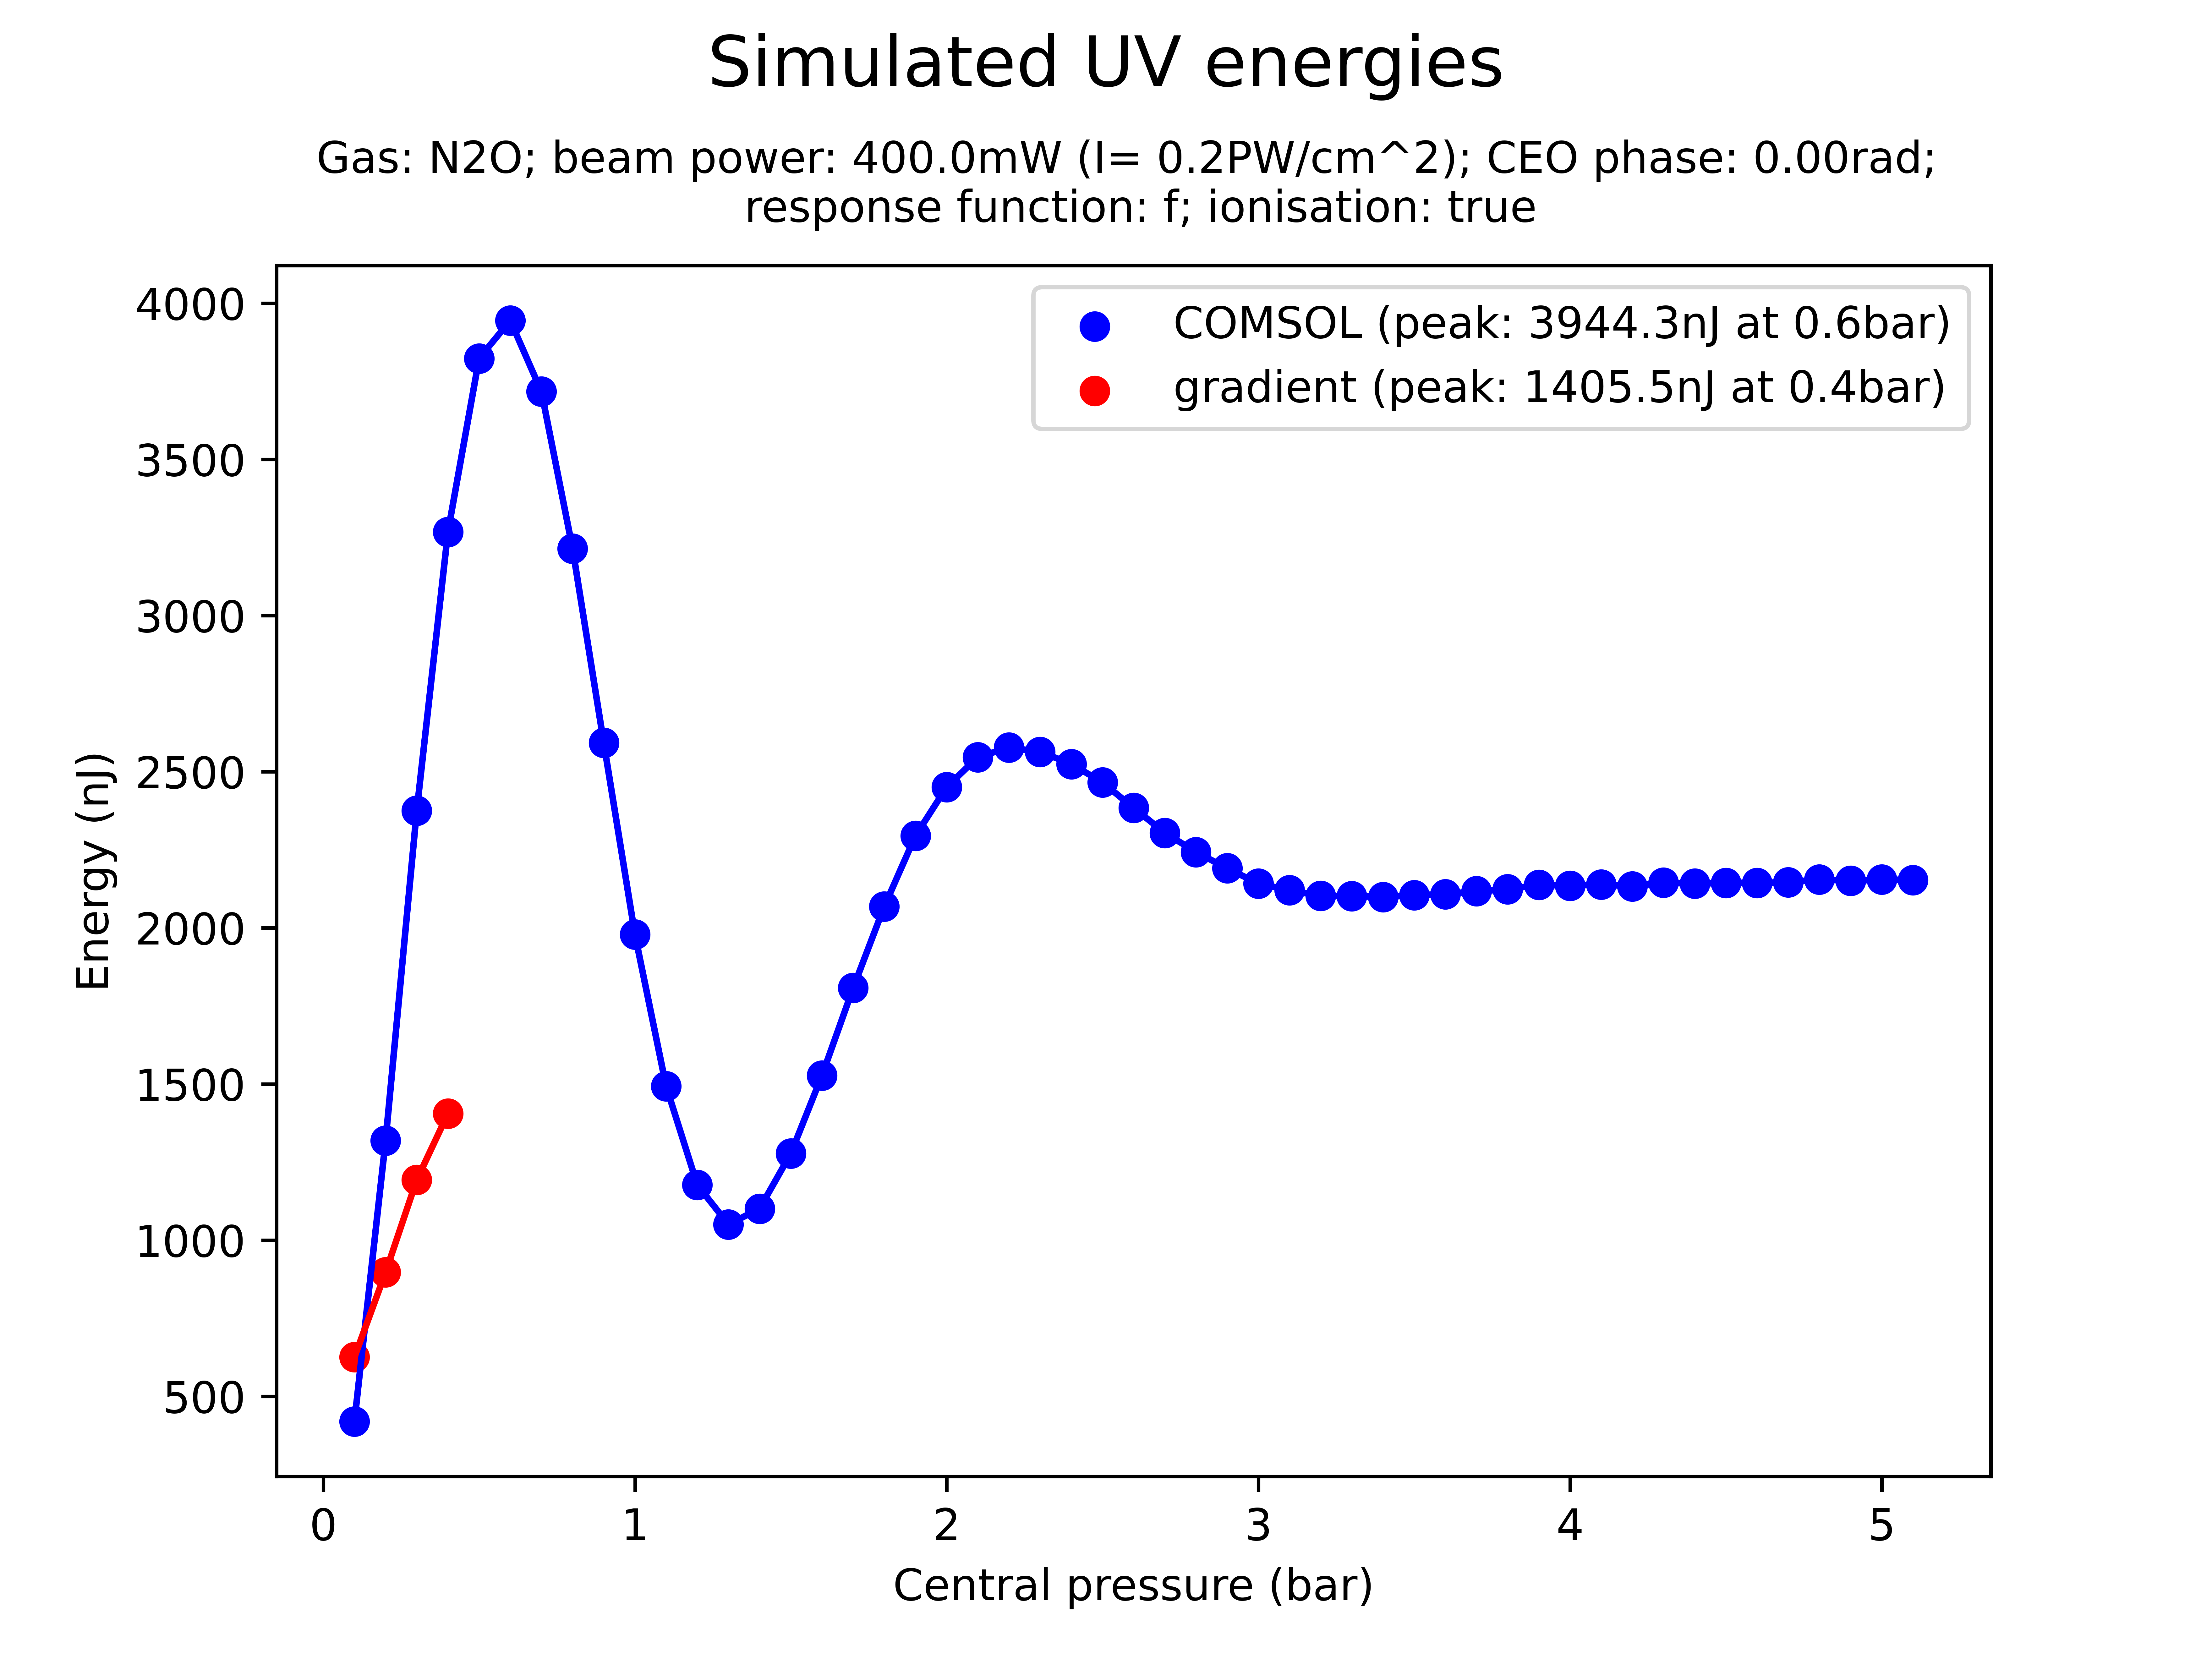 Simulated UV energies
Gas: N2O; beam power: 400.0mW (I= 0.2PW/cm^2); CEO phase: 0.00rad;
response function: f; ionisation: true
COMSOL (peak: 3944.3nJ at 0.6bar)
gradient (peak: 1405.5nJ at 0.4bar)
Energy (nJ)
4000
3500
3000
2500
2000
1500
1000
500
0 1 2 3 4 5
Central pressure (bar)